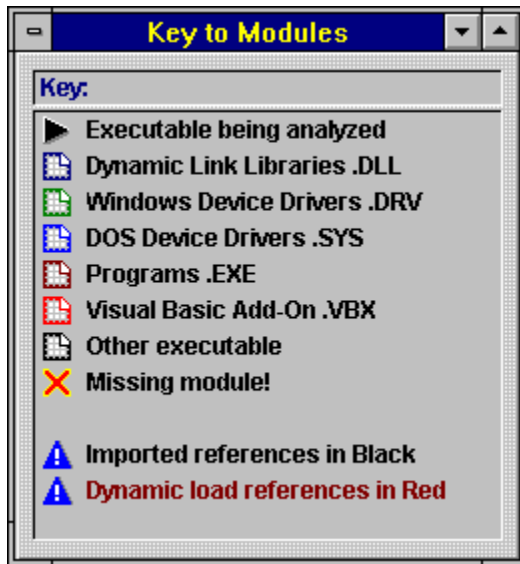 Key to Modules
Key:
Executable being analyzed
Dynamic Link Libraries .DLL
Windows Device Drivers .DRV
DOS Device Drivers .SYS
Programs .EXE
Visual Basic Add-On .VBX
Other executable
Missing module!
Imported references in Black
Dynamic load references in Red